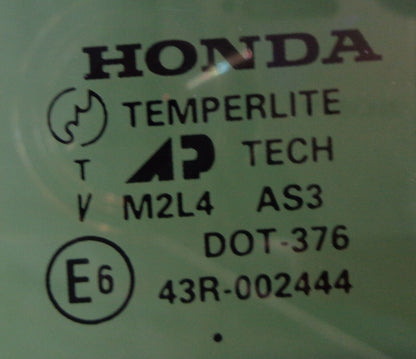 HONDA
TEMPERLITE
T AP TECH
V M2L4 AS3
DOT-376
E6 43R-002444